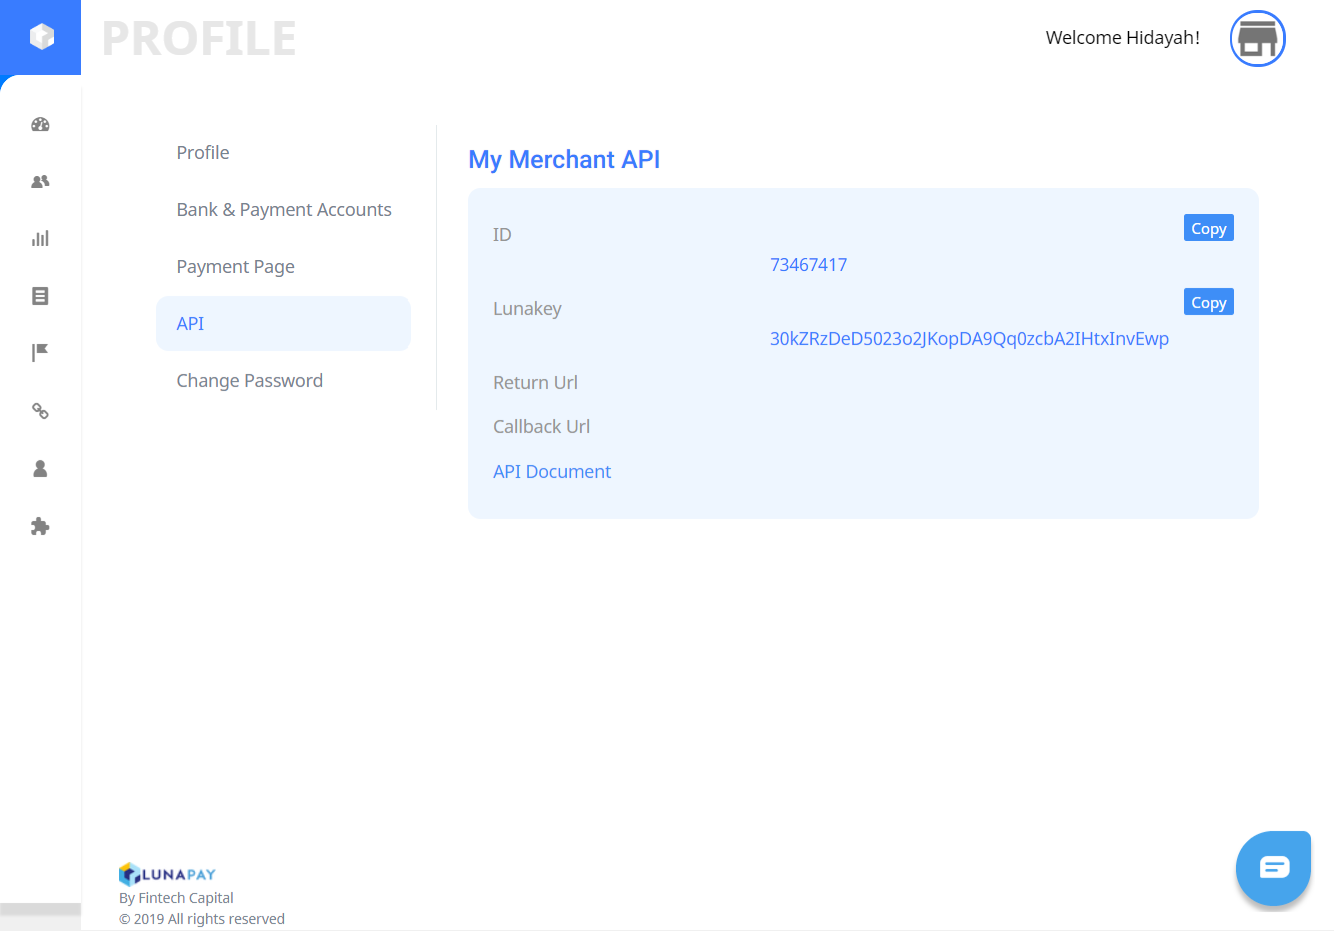 PROFILE
Welcome Hidayah!
Profile
Bank & Payment Accounts
Payment Page
API
Change Password
My Merchant API
ID
Copy
73467417
Lunakey
Copy
30kZRzDeD5023o2JKopDA9Qq0zcbA2IHtxInvEwp
Return Url
Callback Url
API Document
LUNAPAY
By Fintech Capital
© 2019 All rights reserved